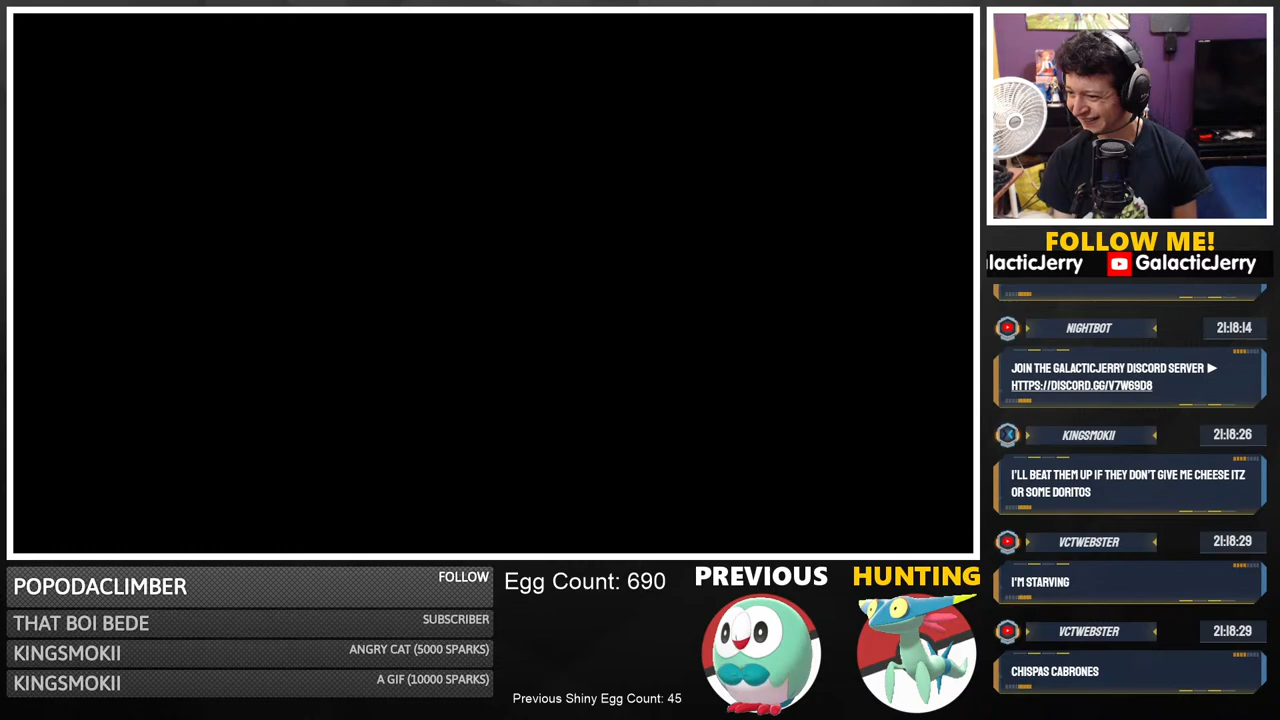 FOLLOW ME!
lacticJerry GalacticJerry
NIGHTBOT 21:18:14
JOIN THE GALACTICJERRY DISCORD SERVER ►
HTTPS://DISCORD.GG/V7W69D8
KINGSMOKII 21:18:26
I'LL BEAT THEM UP IF THEY DON'T GIVE ME CHEESE ITZ
OR SOME DORITOS
VCTWEBSTER 21:18:29
I'M STARVING
VCTWEBSTER 21:18:29
CHISPAS CABRONES
POPODACLIMBER FOLLOW
THAT BOI BEDE SUBSCRIBER
KINGSMOKII ANGRY CAT (5000 SPARKS)
KINGSMOKII A GIF (10000 SPARKS)
Egg Count: 690
Previous Shiny Egg Count: 45
PREVIOUS
HUNTING